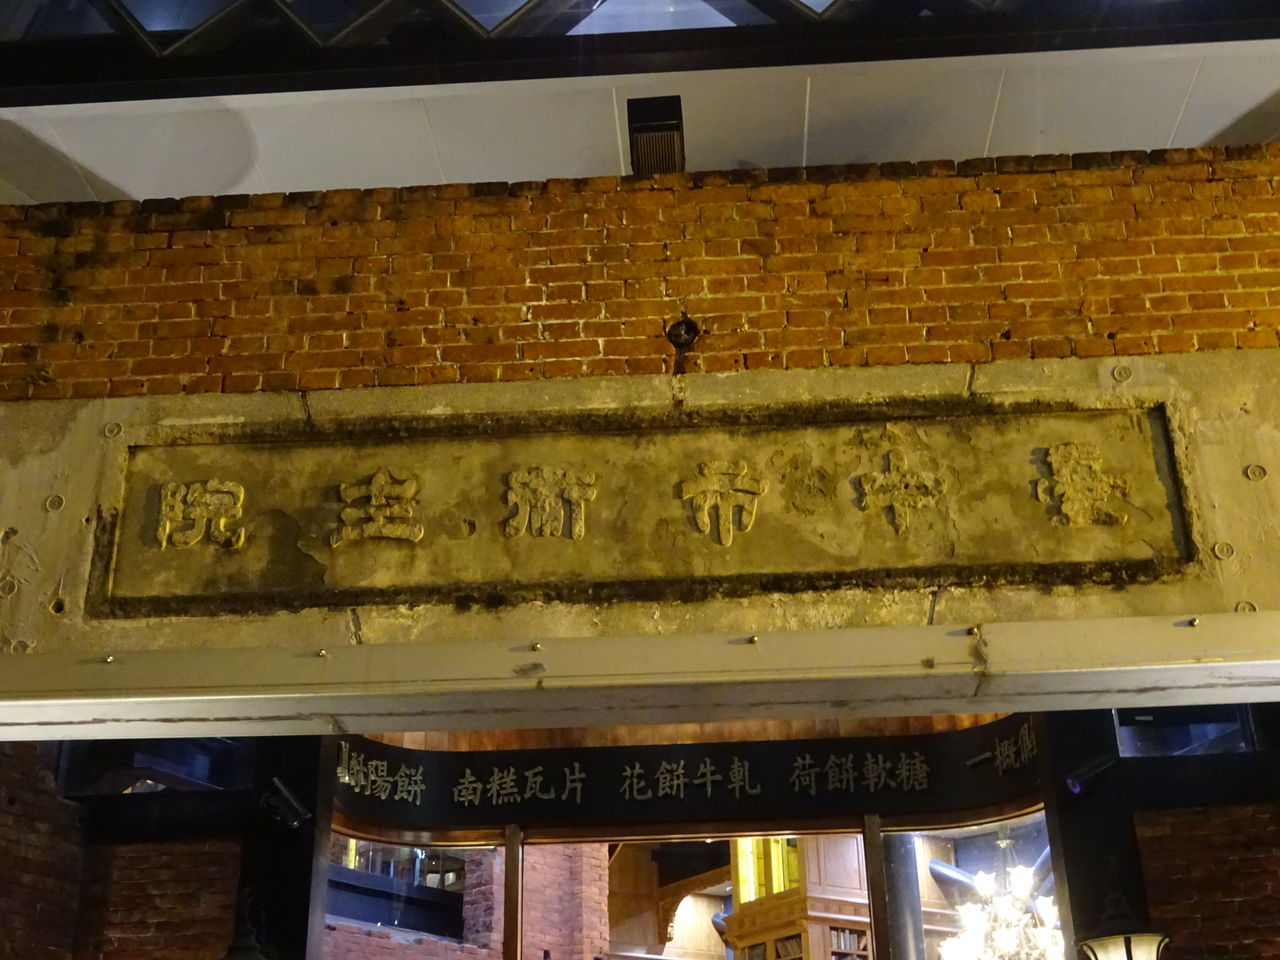 臺中市衛生院
陽餅 南糕瓦片 花餅牛軋 荷餅軟糖 一概